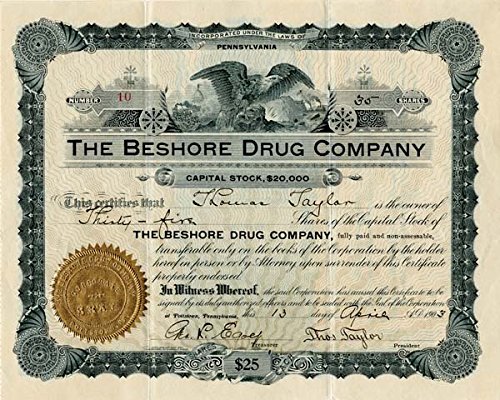 INCORPORATED UNDER THE LAWS OF
PENNSYLVANIA
NUMBER 10
35 SHARES
THE BESHORE DRUG COMPANY
CAPITAL STOCK, $20,000
This certifies that Thomas Taylor is the owner of
Thirty-five Shares of the Capital Stock of
THE BESHORE DRUG COMPANY, fully paid and non-assessable,
transferable only on the books of the Corporation by the holder
hereof in person or by Attorney upon surrender of this Certificate
properly endorsed.
In Witness Whereof, the said Corporation has caused this Certificate to be
signed by its duly authorized officers and to be sealed with the Seal of the Corporation
at Pennsylvania, this 13 day of April A.D. 1903
Geo. R. Thos Taylor
Treasurer President
$25